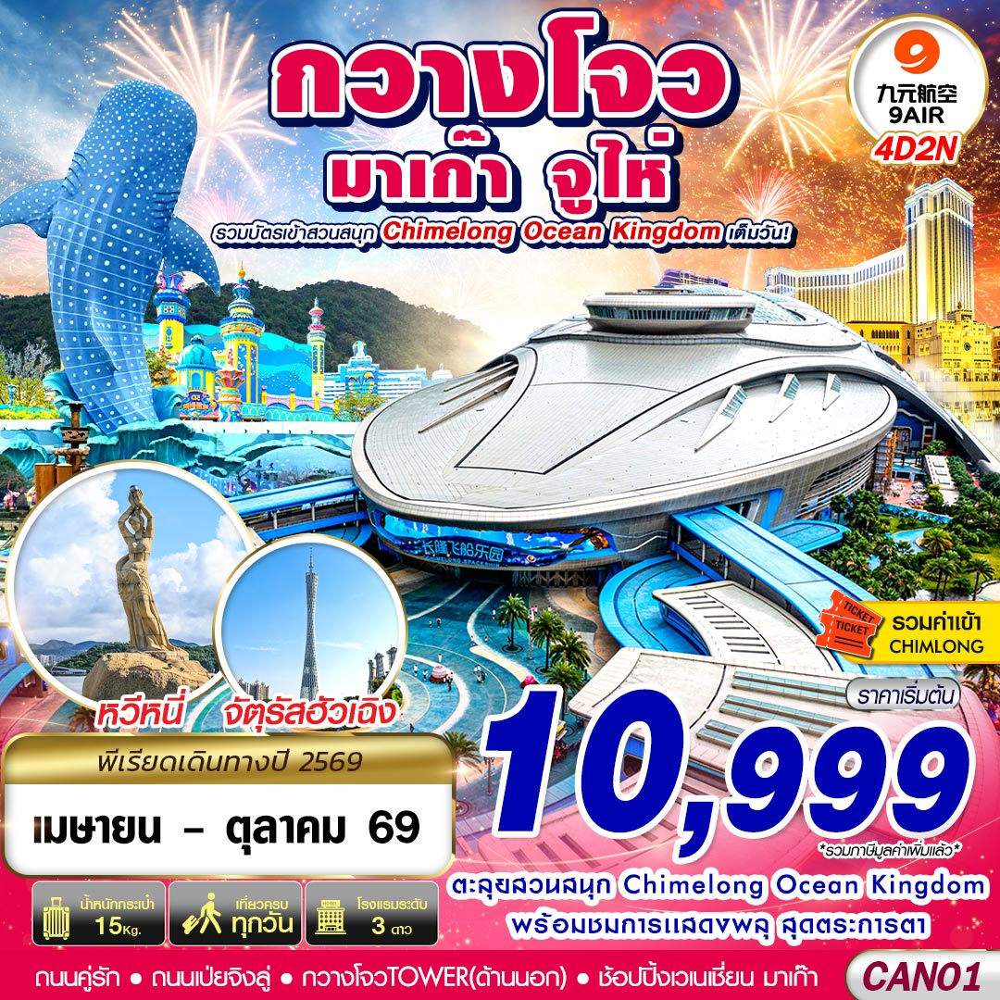 กวางโจว
มาเก๊า จูไห่
รวมบัตรเข้าสวนสนุก Chimelong Ocean Kingdom เต็มวัน!
9
九元航空
9AIR
4D2N
长隆飞船乐园
CHIMELONG SPACESHIP
TICKET
TICKET
รวมค่าเข้า
CHIMLONG
หวีหนี่
จัตุรัสฮัวเฉิง
ราคาเริ่มต้น
10,999
*รวมภาษีมูลค่าเพิ่มแล้ว*
พีเรียดเดินทางปี 2569
เมษายน - ตุลาคม 69
ตะลุยสวนสนุก Chimelong Ocean Kingdom
พร้อมชมการแสดงพลุ สุดตระการตา
น้ำหนักกระเป๋า
15Kg.
เที่ยวครบ
ทุกวัน
HOTEL
โรงแรมระดับ
3 ดาว
ถนนคู่รัก • ถนนเป่ยจิงลู่ • กวางโจวTOWER(ด้านนอก) • ช้อปปิ้งเวเนเชี่ยน มาเก๊า
CAN01